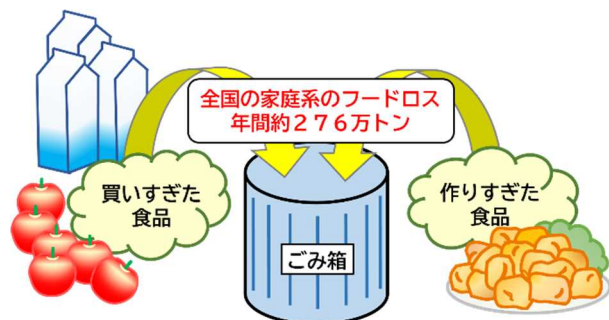 全国の家庭系のフードロス
年間約２７６万トン
買いすぎた
食品
作りすぎた
食品
ごみ箱